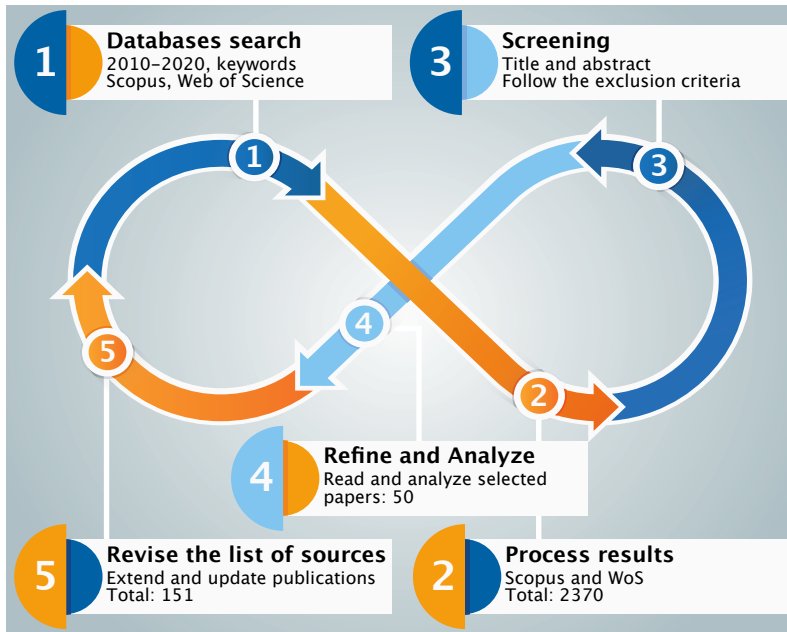 1
Databases search
2010-2020, keywords
Scopus, Web of Science
3
Screening
Title and abstract
Follow the exclusion criteria
1
3
4
5
2
4
Refine and Analyze
Read and analyze selected
papers: 50
5
Revise the list of sources
Extend and update publications
Total: 151
2
Process results
Scopus and WoS
Total: 2370